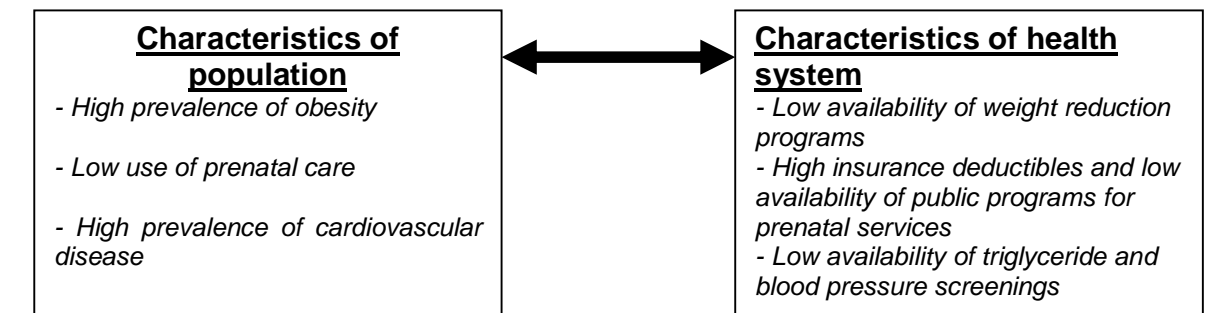 Characteristics of
population
- High prevalence of obesity
- Low use of prenatal care
- High prevalence of cardiovascular
disease
Characteristics of health
system
- Low availability of weight reduction
programs
- High insurance deductibles and low
availability of public programs for
prenatal services
- Low availability of triglyceride and
blood pressure screenings